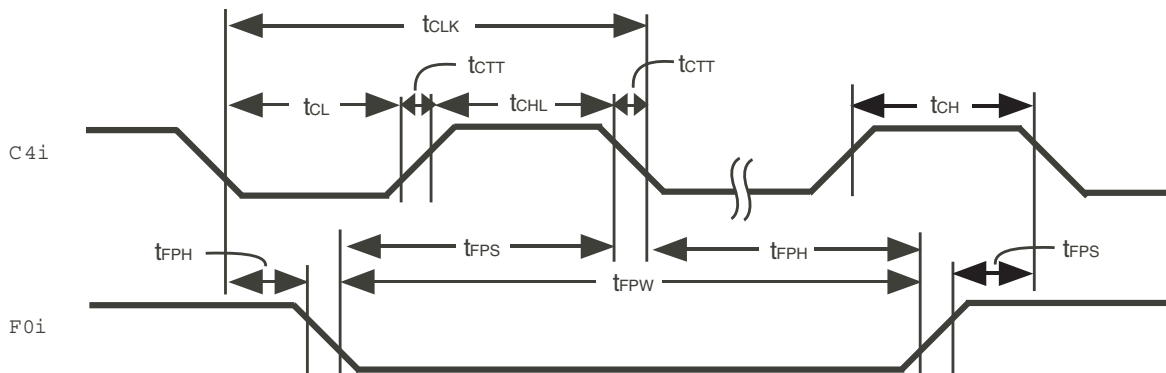 tCLK
tCTT
tCTT
tCL
tCHL
tCH
C4i
tFPH
tFPS
tFPH
tFPS
tFPW
F0i